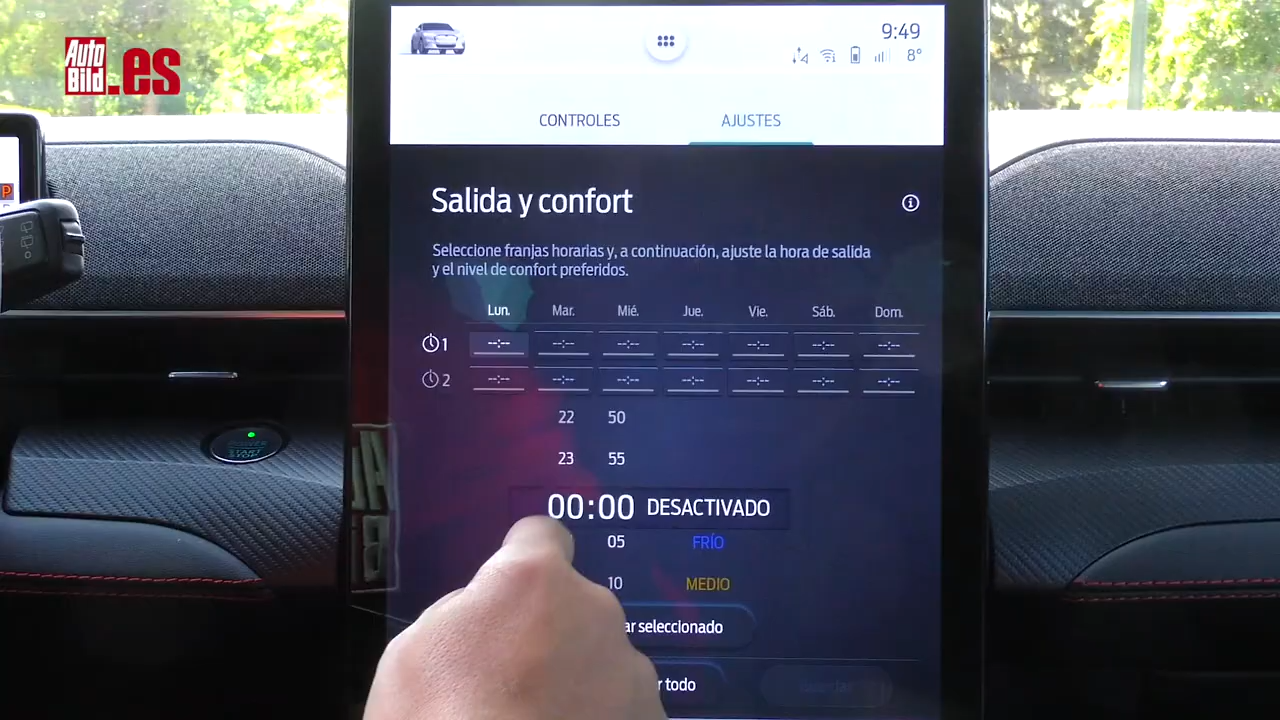 Auto
Bild
.es
9:49
8°
CONTROLES AJUSTES
Salida y confort
Seleccione franjas horarias y, a continuación, ajuste la hora de salida
y el nivel de confort preferidos.
Lun. Mar. Mié. Jue. Vie. Sáb. Dom.
1 --:-- --:-- --:-- --:-- --:-- --:-- --:--
2 --:-- --:-- --:-- --:-- --:-- --:-- --:--
22 50
23 55
00:00 DESACTIVADO
05 FRÍO
10 MEDIO
ar seleccionado
r todo
P